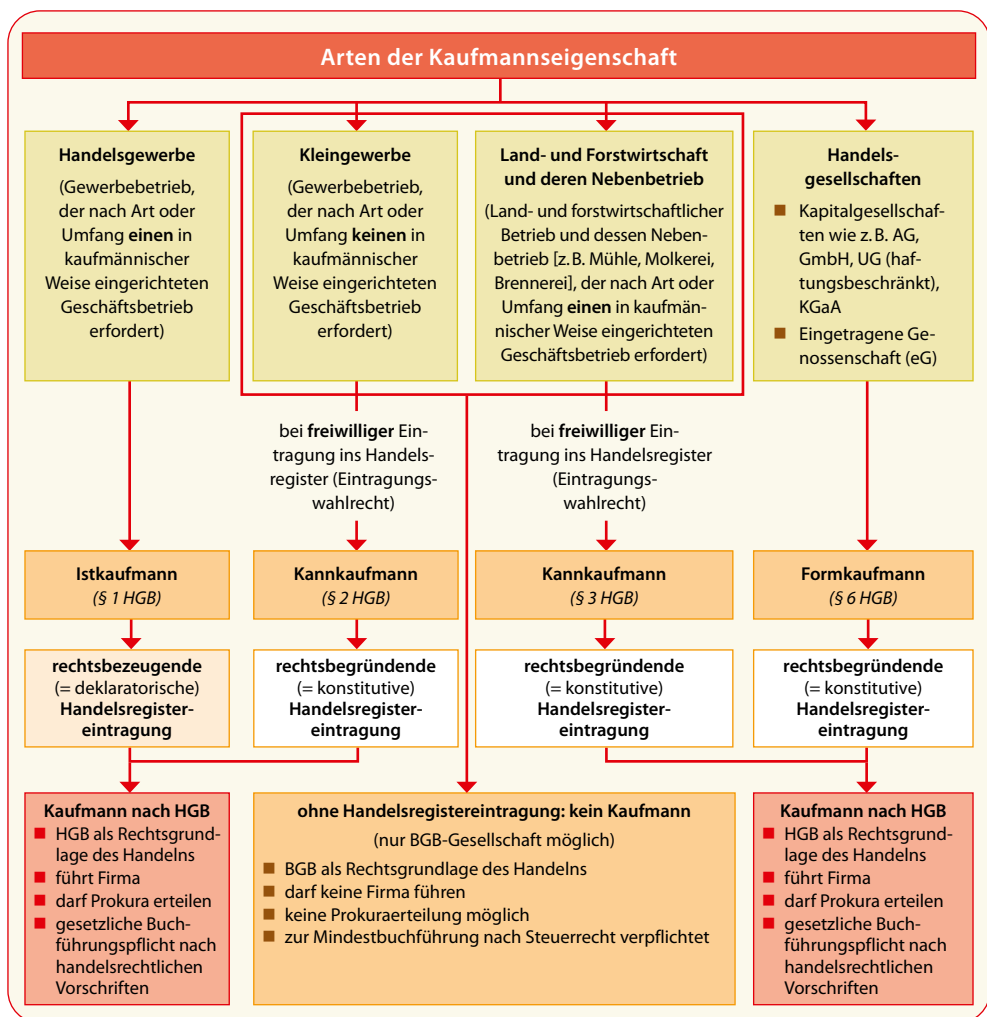 Arten der Kaufmannseigenschaft
Handelsgewerbe
(Gewerbebetrieb,
der nach Art oder
Umfang einen in
kaufmännischer
Weise eingerichteten
Geschäftsbetrieb
erfordert)
Kleingewerbe
(Gewerbebetrieb,
der nach Art oder
Umfang keinen in
kaufmännischer
Weise eingerichteten
Geschäftsbetrieb
erfordert)
Land- und Forstwirtschaft
und deren Nebenbetrieb
(Land- und forstwirtschaftlicher
Betrieb und dessen Neben-
betrieb [z. B. Mühle, Molkerei,
Brennerei], der nach Art oder
Umfang einen in kaufmän-
nischer Weise eingerichteten
Geschäftsbetrieb erfordert)
Handels-
gesellschaften
Kapitalgesellschaf-
ten wie z. B. AG,
GmbH, UG (haf-
tungsbeschränkt),
KGaA
Eingetragene Ge-
nossenschaft (eG)
bei freiwilliger Ein-
tragung ins Handels-
register (Eintragungs-
wahlrecht)
bei freiwilliger Ein-
tragung ins Handelsregister
(Eintragungs-
wahlrecht)
Istkaufmann
(§ 1 HGB)
Kannkaufmann
(§ 2 HGB)
Kannkaufmann
(§ 3 HGB)
Formkaufmann
(§ 6 HGB)
rechtsbezeugende
(= deklaratorische)
Handelsregister-
eintragung
rechtsbegründende
(= konstitutive)
Handelsregister-
eintragung
rechtsbegründende
(= konstitutive)
Handelsregister-
eintragung
rechtsbegründende
(= konstitutive)
Handelsregister-
eintragung
Kaufmann nach HGB
HGB als Rechtsgrund-
lage des Handelns
führt Firma
darf Prokura erteilen
gesetzliche Buch-
führungspflicht nach
handelsrechtlichen
Vorschriften
ohne Handelsregistereintragung: kein Kaufmann
(nur BGB-Gesellschaft möglich)
BGB als Rechtsgrundlage des Handelns
darf keine Firma führen
keine Prokuraerteilung möglich
zur Mindestbuchführung nach Steuerrecht verpflichtet
Kaufmann nach HGB
HGB als Rechtsgrund-
lage des Handelns
führt Firma
darf Prokura erteilen
gesetzliche Buch-
führungspflicht nach
handelsrechtlichen
Vorschriften